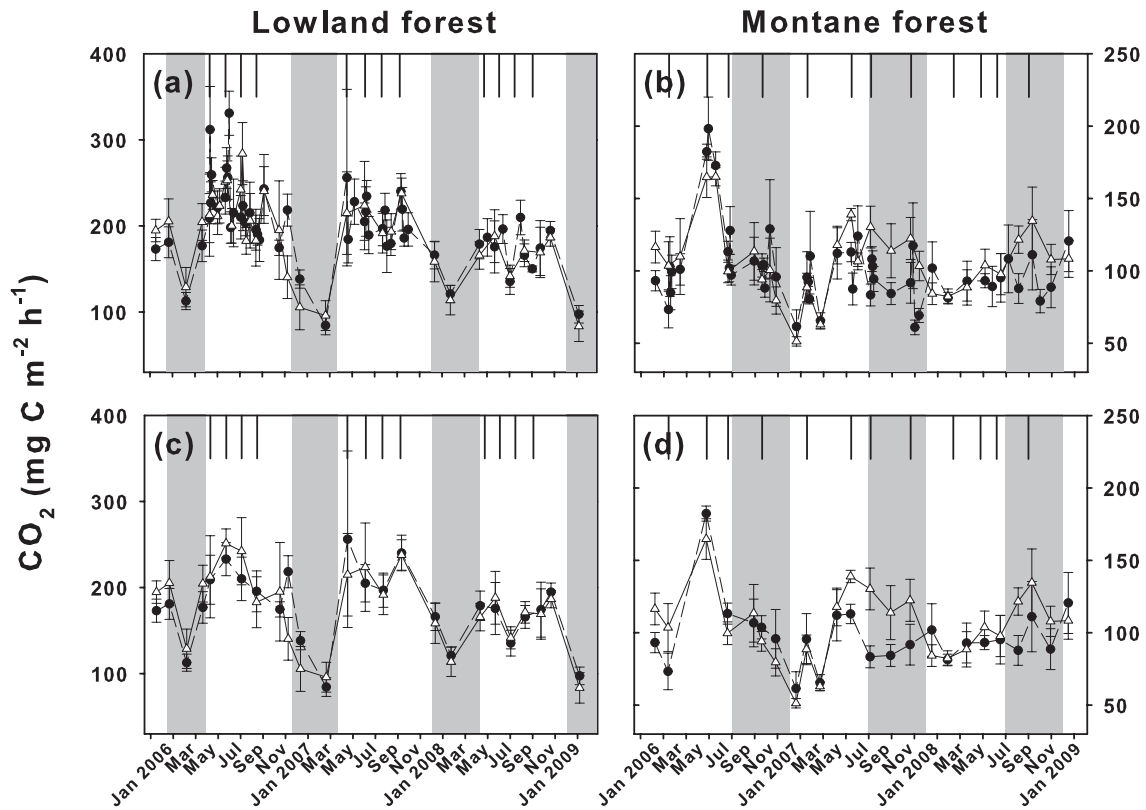 Lowland forest Montane forest
(a) (b)
400 250
300 200
200 150
100 100
50
(c) (d)
400 250
300 200
200 150
100 100
50
CO₂ (mg C m⁻² h⁻¹)
Jan 2006 Mar May Jul Sep Nov Jan 2007 Mar May Jul Sep Nov Jan 2008 Mar May Jul Sep Nov Jan 2009
Jan 2006 Mar May Jul Sep Nov Jan 2007 Mar May Jul Sep Nov Jan 2008 Mar May Jul Sep Nov Jan 2009